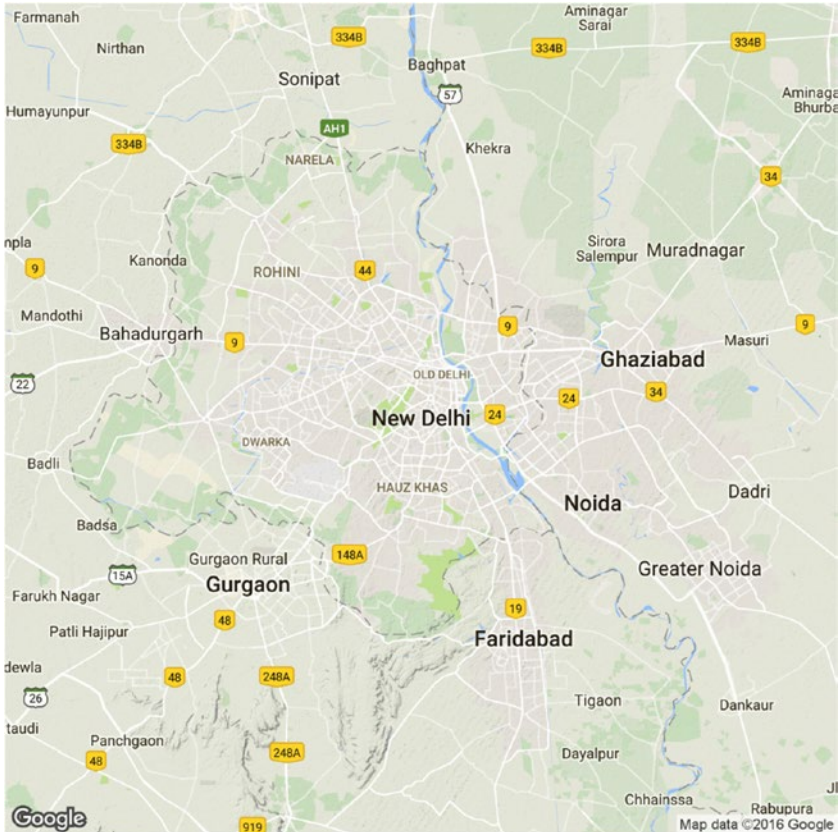 Farmanah
Aminagar
Sarai
334B
Nirthan
334B
334B
Baghpat
Sonipat
57
Aminaga
Bhurba
Humayunpur
AH1
334B
Khekra
NARELA
34
mpla
Sirora
Salempur
Muradnagar
Kanonda
9
ROHINI
44
Mandothi
9
9
Bahadurgarh
9
Masuri
Ghaziabad
22
OLD DELHI
34
24
24
New Delhi
DWARKA
Badli
HAUZ KHAS
Dadri
Noida
Badsa
148A
Gurgaon Rural
15A
Greater Noida
Gurgaon
Farukh Nagar
19
48
Patli Hajipur
Faridabad
dewla
48
248A
26
Tigaon
Dankaur
taudi
Panchgaon
248A
Dayalpur
48
Chhainssa
Jl
Rabupura
Google
919
Map data ©2016 Google